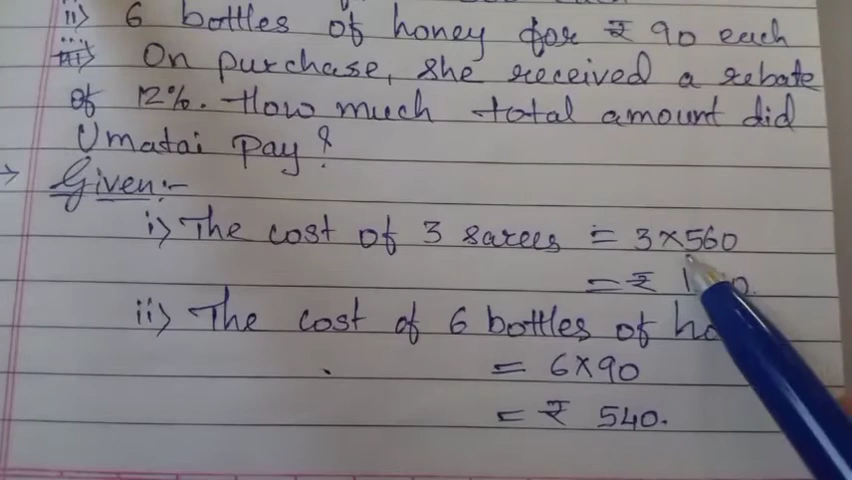 ii) 6 bottles of honey for ₹ 90 each
iii) On purchase, she received a rebate
of 12%. How much total amount did
Umatai Pay?
→ Given:-
i) The cost of 3 sarees = 3×560
= ₹
ii) The cost of 6 bottles of
= 6×90
= ₹ 540.